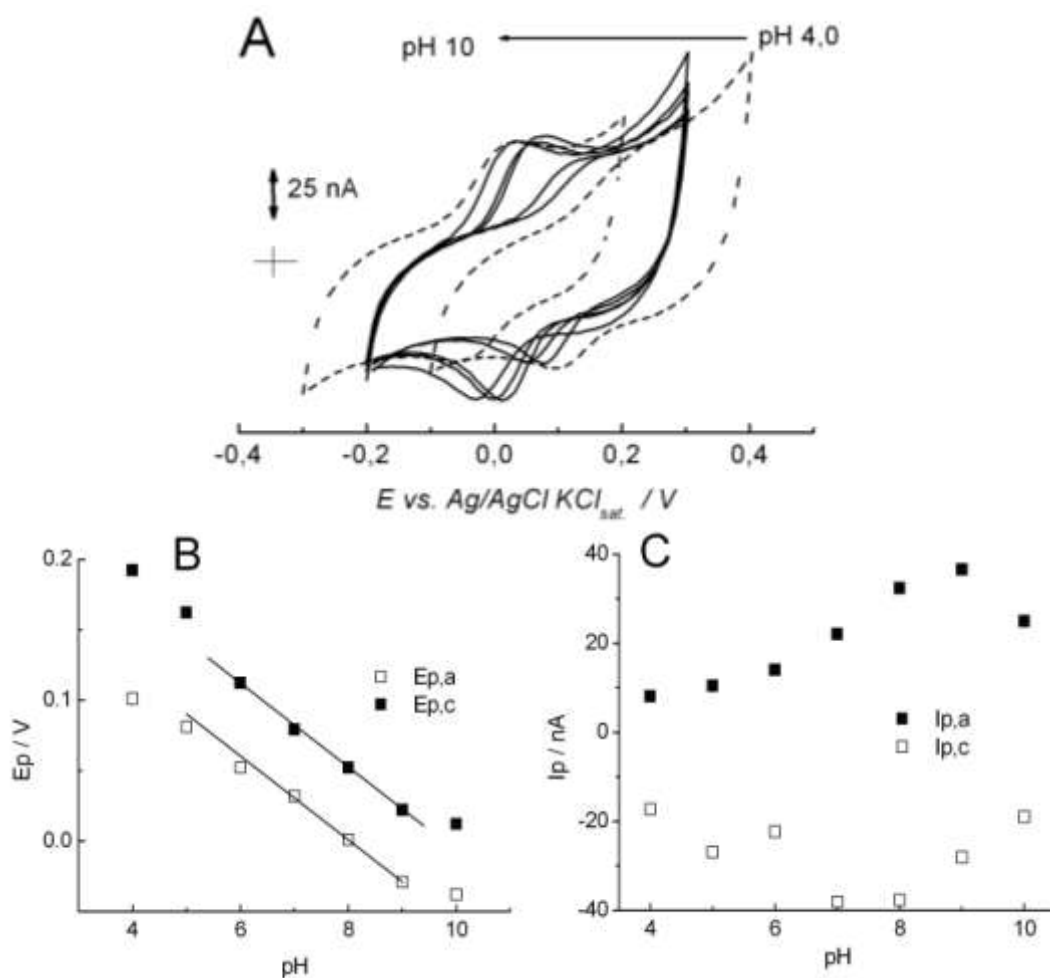 A
pH 10
pH 4,0
25 nA
-0,4 -0,2 0,0 0,2 0,4
E vs. Ag/AgCl KCl sat. / V
B
0.2
0.1
0.0
Ep / V
Ep,a
Ep,c
4 6 8 10
pH
C
40
20
0
-20
-40
Ip / nA
Ip,a
Ip,c
4 6 8 10
pH